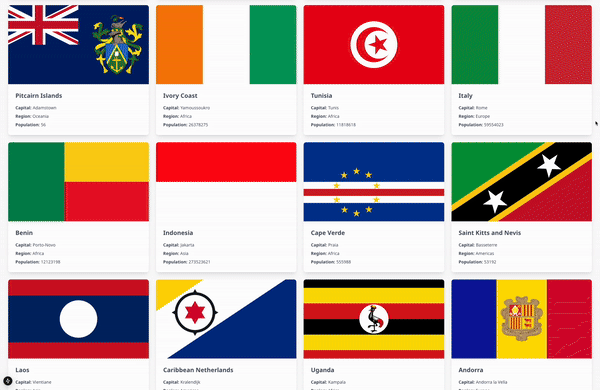 Pitcairn Islands
Capital: Adamstown
Region: Oceania
Population: 56
Ivory Coast
Capital: Yamoussoukro
Region: Africa
Population: 26378275
Tunisia
Capital: Tunis
Region: Africa
Population: 11818618
Italy
Capital: Rome
Region: Europe
Population: 59554023
Benin
Capital: Porto-Novo
Region: Africa
Population: 12123198
Indonesia
Capital: Jakarta
Region: Asia
Population: 273523621
Cape Verde
Capital: Praia
Region: Africa
Population: 555988
Saint Kitts and Nevis
Capital: Basseterre
Region: Americas
Population: 53192
Laos
Capital: Vientiane
Caribbean Netherlands
Capital: Kralendijk
Uganda
Capital: Kampala
Andorra
Capital: Andorra la Vella